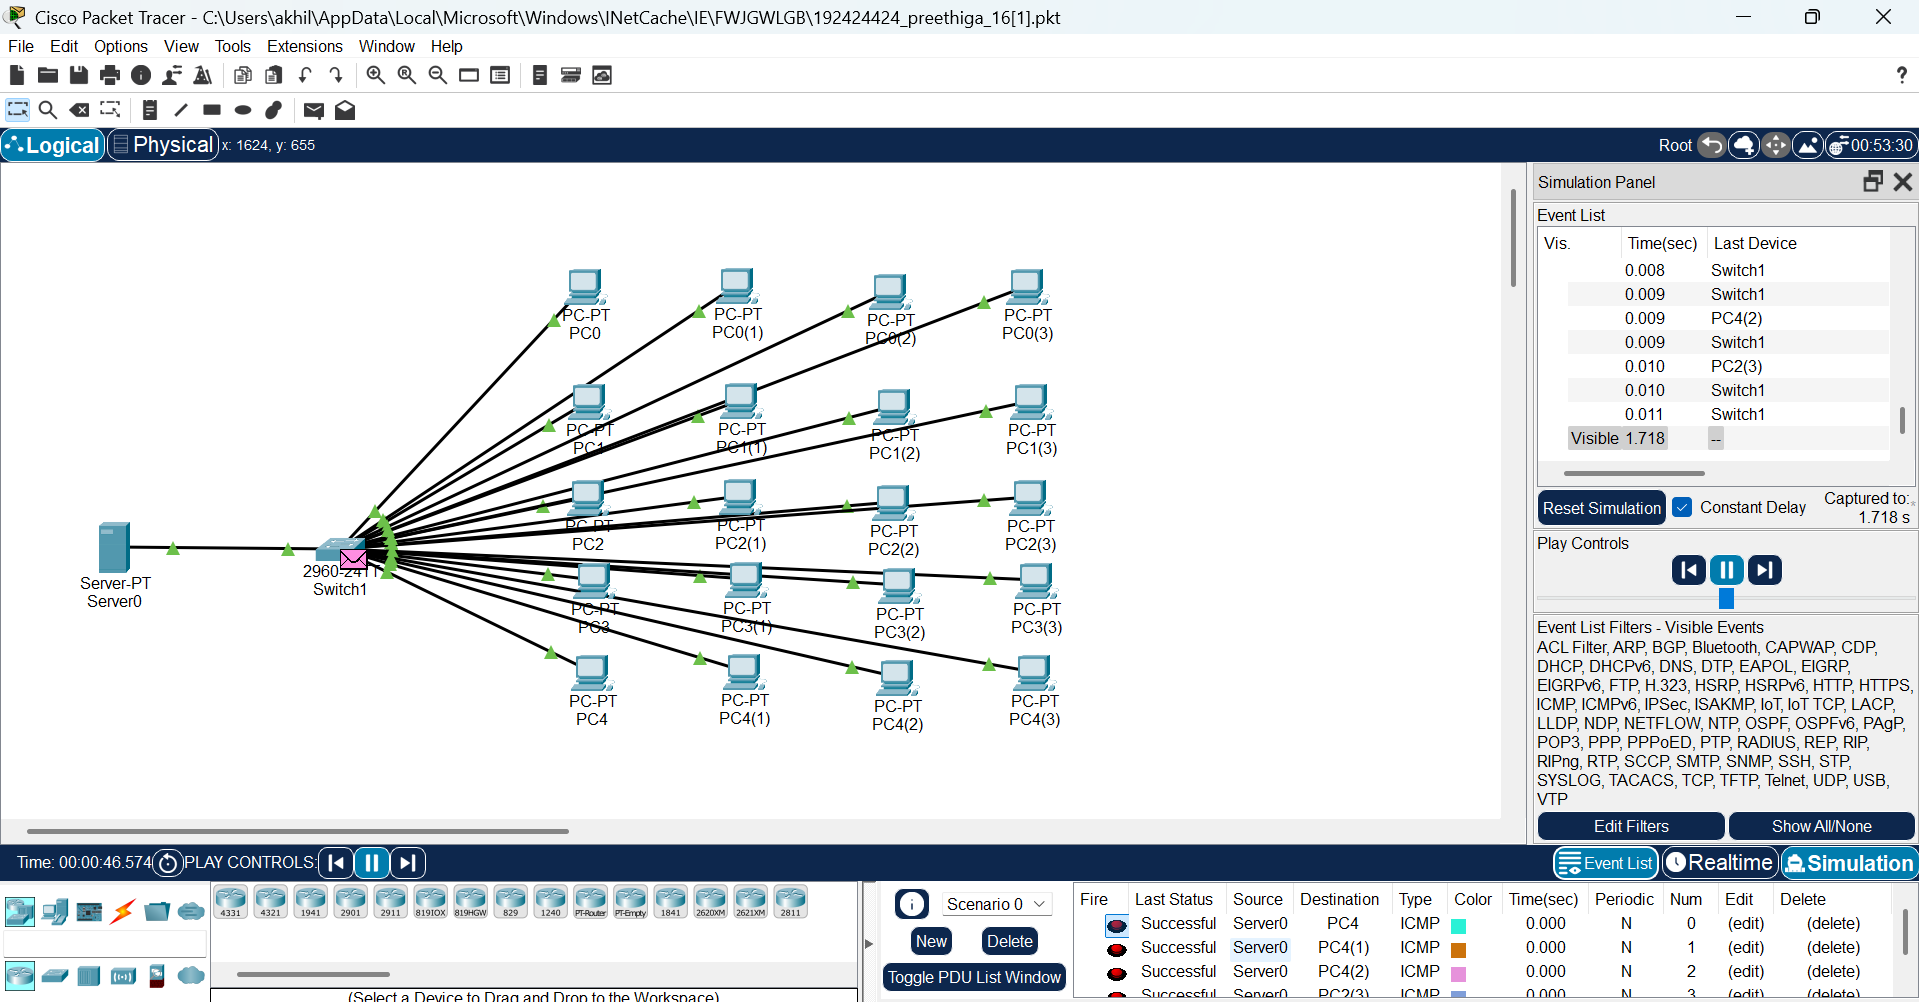 Cisco Packet Tracer - C:\Users\akhil\AppData\Local\Microsoft\Windows\INetCache\IE\FWJGWLGB\192424424_preethiga_16[1].pkt
File Edit Options View Tools Extensions Window Help
?
Logical Physical x: 1624, y: 655 Root 00:53:30
PC-PT PC0
PC-PT PC0(1)
PC-PT PC0(2)
PC-PT PC0(3)
PC-PT PC1
PC-PT PC1(1)
PC-PT PC1(2)
PC-PT PC1(3)
PC-PT PC2
PC-PT PC2(1)
PC-PT PC2(2)
PC-PT PC2(3)
Server-PT Server0
2960-24TT Switch1
PC-PT PC3
PC-PT PC3(1)
PC-PT PC3(2)
PC-PT PC3(3)
PC-PT PC4
PC-PT PC4(1)
PC-PT PC4(2)
PC-PT PC4(3)
Simulation Panel
Event List
Vis. Time(sec) Last Device
0.008 Switch1
0.009 Switch1
0.009 PC4(2)
0.009 Switch1
0.010 PC2(3)
0.010 Switch1
0.011 Switch1
Visible 1.718 --
Reset Simulation Constant Delay Captured to:
1.718 s
Play Controls
Event List Filters - Visible Events
ACL Filter, ARP, BGP, Bluetooth, CAPWAP, CDP,
DHCP, DHCPv6, DNS, DTP, EAPOL, EIGRP,
EIGRPv6, FTP, H.323, HSRP, HSRPv6, HTTP, HTTPS,
ICMP, ICMPv6, IPSec, ISAKMP, IoT, IoT TCP, LACP,
LLDP, NDP, NETFLOW, NTP, OSPF, OSPFv6, PAgP,
POP3, PPP, PPPoED, PTP, RADIUS, REP, RIP,
RIPng, RTP, SCCP, SMTP, SNMP, SSH, STP,
SYSLOG, TACACS, TCP, TFTP, Telnet, UDP, USB,
VTP
Edit Filters Show All/None
Time: 00:00:46.574 PLAY CONTROLS: Event List Realtime Simulation
4331 4321 1941 2901 2911 819IOX 819HGW 829 1240 PT-Router PT-Empty 1841 2620XM 2621XM 2811
(Select a Device to Drag and Drop to the Workspace)
Scenario 0
New Delete
Toggle PDU List Window
Fire Last Status Source Destination Type Color Time(sec) Periodic Num Edit Delete
Successful Server0 PC4 ICMP 0.000 N 0 (edit) (delete)
Successful Server0 PC4(1) ICMP 0.000 N 1 (edit) (delete)
Successful Server0 PC4(2) ICMP 0.000 N 2 (edit) (delete)
Successful Server0 PC2(3) ICMP 0.000 N 3 (edit) (delete)